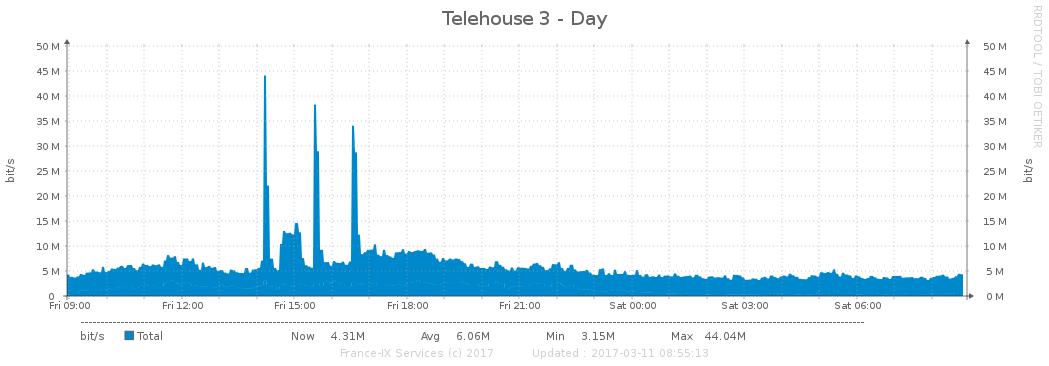 Telehouse 3 - Day
RRDTOOL / TOBI OETIKER
bit/s
50 M
45 M
40 M
35 M
30 M
25 M
20 M
15 M
10 M
5 M
0
50 M
45 M
40 M
35 M
30 M
25 M
20 M
15 M
10 M
5 M
0 M
bit/s
Fri 09:00 Fri 12:00 Fri 15:00 Fri 18:00 Fri 21:00 Sat 00:00 Sat 03:00 Sat 06:00
bit/s Total Now 4.31M Avg 6.06M Min 3.15M Max 44.04M
France-IX Services (c) 2017 Updated : 2017-03-11 08:55:13